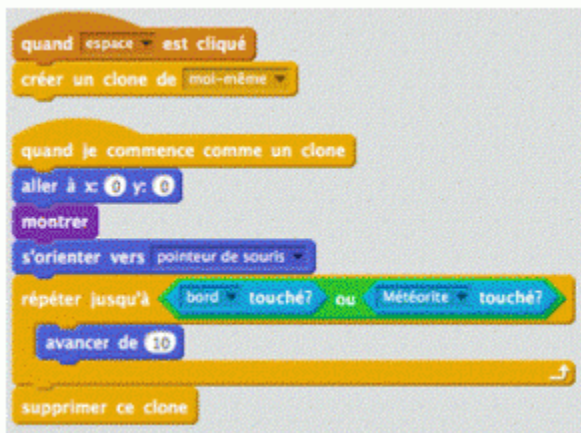 quand espace est cliqué
créer un clone de moi-même
quand je commence comme un clone
aller à x: 0 y: 0
montrer
s'orienter vers pointeur de souris
répéter jusqu'à bord touché? ou Météorite touché?
avancer de 10
supprimer ce clone